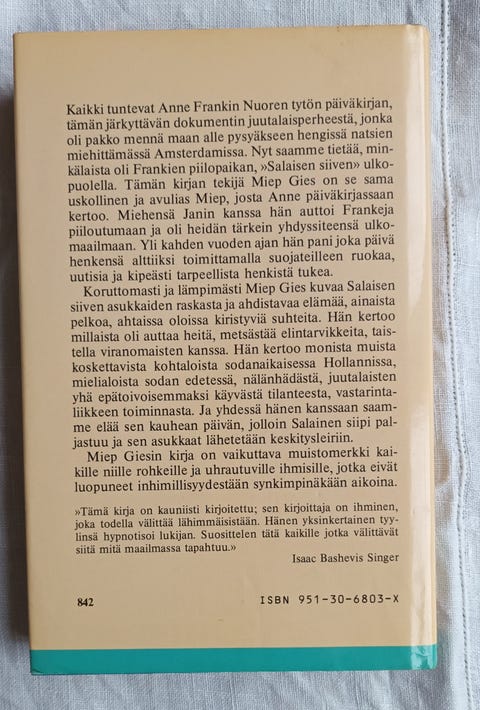 Kaikki tuntevat Anne Frankin Nuoren tytön päiväkirjan,
tämän järkyttävän dokumentin juutalaisperheestä, jonka
oli pakko mennä maan alle pysyäkseen hengissä natsien
miehittämässä Amsterdamissa. Nyt saamme tietää, min-
kälaista oli Frankien piilopaikan, »Salaisen siiven» ulko-
puolella. Tämän kirjan tekijä Miep Gies on se sama
uskollinen ja avulias Miep, josta Anne päiväkirjassaan
kertoo. Miehensä Janin kanssa hän auttoi Frankeja
piiloutumaan ja oli heidän tärkein yhdyssiteensä ulko-
maailmaan. Yli kahden vuoden ajan hän pani joka päivä
henkensä alttiiksi toimittamalla suojateilleen ruokaa,
uutisia ja kipeästi tarpeellista henkistä tukea.
Koruttomasti ja lämpimästi Miep Gies kuvaa Salaisen
siiven asukkaiden raskasta ja ahdistavaa elämää, ainaista
pelkoa, ahtaissa oloissa kiristyviä suhteita. Hän kertoo
millaista oli auttaa heitä, metsästää elintarvikkeita, tais-
tella viranomaisten kanssa. Hän kertoo monista muista
koskettavista kohtaloista sodanaikaisessa Hollannissa,
mielialoista sodan edetessä, nälänhädästä, juutalaisten
yhä epätoivoisemmaksi käyvästä tilanteesta, vastarinta-
liikkeen toiminnasta. Ja yhdessä hänen kanssaan saam-
me elää sen kauhean päivän, jolloin Salainen siipi pal-
jastuu ja sen asukkaat lähetetään keskitysleiriin.
Miep Giesin kirja on vaikuttava muistomerkki kai-
kille niille rohkeille ja uhrautuville ihmisille, jotka eivät
luopuneet inhimillisyydestään synkimpinäkään aikoina.
»Tämä kirja on kauniisti kirjoitettu; sen kirjoittaja on ihminen,
joka todella välittää lähimmäisistään. Hänen yksinkertainen tyy-
linsä hypnotisoi lukijan. Suosittelen tätä kaikille jotka välittävät
siitä mitä maailmassa tapahtuu.»
Isaac Bashevis Singer
842
ISBN 951-30-6803-X